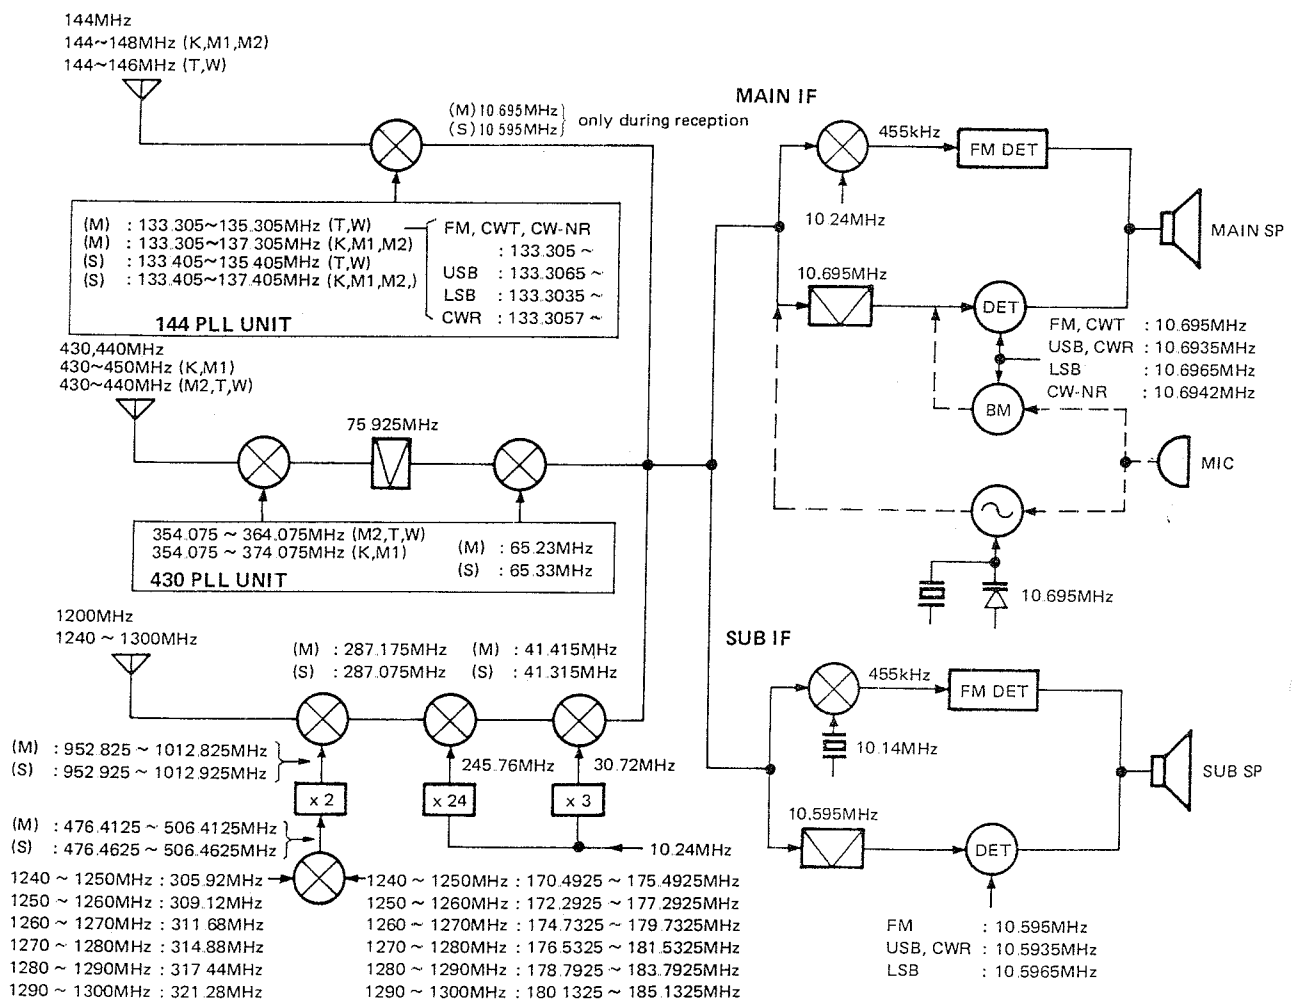 144MHz
144~148MHz (K,M1,M2)
144~146MHz (T,W)
(M) 10.695MHz
(S) 10.595MHz
only during reception
(M) : 133.305~135.305MHz (T,W)
(M) : 133.305~137.305MHz (K,M1,M2)
(S) : 133.405~135.405MHz (T,W)
(S) : 133.405~137.405MHz (K,M1,M2,)
FM, CWT, CW-NR
: 133.305 ~
USB : 133.3065 ~
LSB : 133.3035 ~
CWR : 133.3057 ~
144 PLL UNIT
430,440MHz
430~450MHz (K,M1)
430~440MHz (M2,T,W)
75.925MHz
354.075 ~ 364.075MHz (M2,T,W)
354.075 ~ 374.075MHz (K,M1)
(M) : 65.23MHz
(S) : 65.33MHz
430 PLL UNIT
1200MHz
1240 ~ 1300MHz
(M) : 287.175MHz
(S) : 287.075MHz
(M) : 41.415MHz
(S) : 41.315MHz
(M) : 952.825 ~ 1012.825MHz
(S) : 952.925 ~ 1012.925MHz
245.76MHz
30.72MHz
x 2
x 24
x 3
(M) : 476.4125 ~ 506.4125MHz
(S) : 476.4625 ~ 506.4625MHz
10.24MHz
1240 ~ 1250MHz : 305.92MHz
1250 ~ 1260MHz : 309.12MHz
1260 ~ 1270MHz : 311.68MHz
1270 ~ 1280MHz : 314.88MHz
1280 ~ 1290MHz : 317.44MHz
1290 ~ 1300MHz : 321.28MHz
1240 ~ 1250MHz : 170.4925 ~ 175.4925MHz
1250 ~ 1260MHz : 172.2925 ~ 177.2925MHz
1260 ~ 1270MHz : 174.7325 ~ 179.7325MHz
1270 ~ 1280MHz : 176.5325 ~ 181.5325MHz
1280 ~ 1290MHz : 178.7925 ~ 183.7925MHz
1290 ~ 1300MHz : 180.1325 ~ 185.1325MHz
MAIN IF
455kHz
FM DET
10.24MHz
MAIN SP
10.695MHz
DET
FM, CWT : 10.695MHz
USB, CWR : 10.6935MHz
LSB : 10.6965MHz
CW-NR : 10.6942MHz
BM
MIC
10.695MHz
SUB IF
455kHz
FM DET
10.14MHz
SUB SP
10.595MHz
DET
FM : 10.595MHz
USB, CWR : 10.5935MHz
LSB : 10.5965MHz